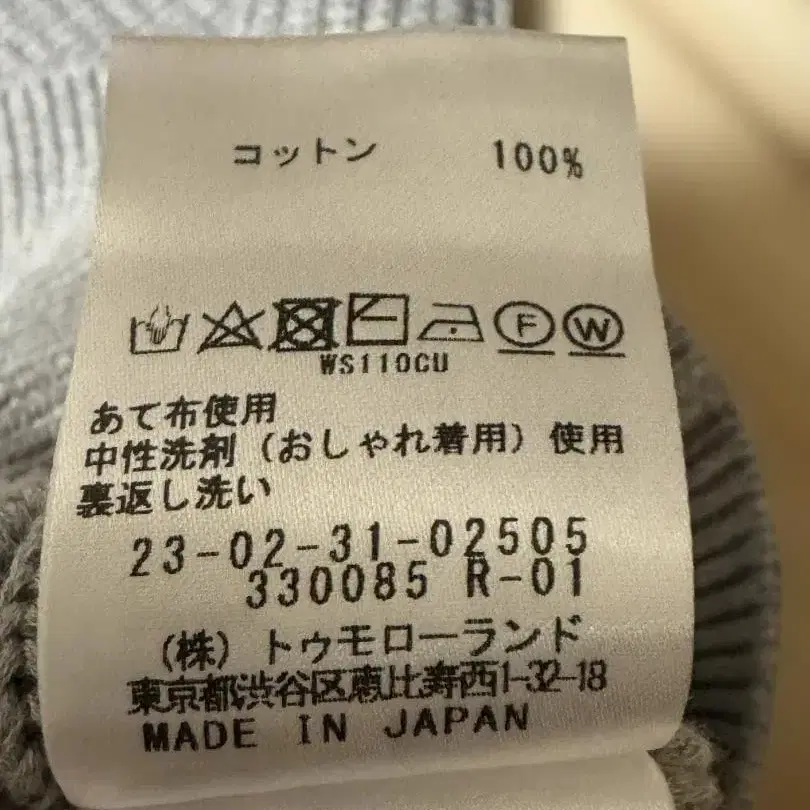 コットン 100%
F W
WS110CU
あて布使用
中性洗剤（おしゃれ着用）使用
裏返し洗い
23-02-31-02505
330085 R-01
（株）トゥモローランド
東京都渋谷区恵比寿西1-32-18
MADE IN JAPAN